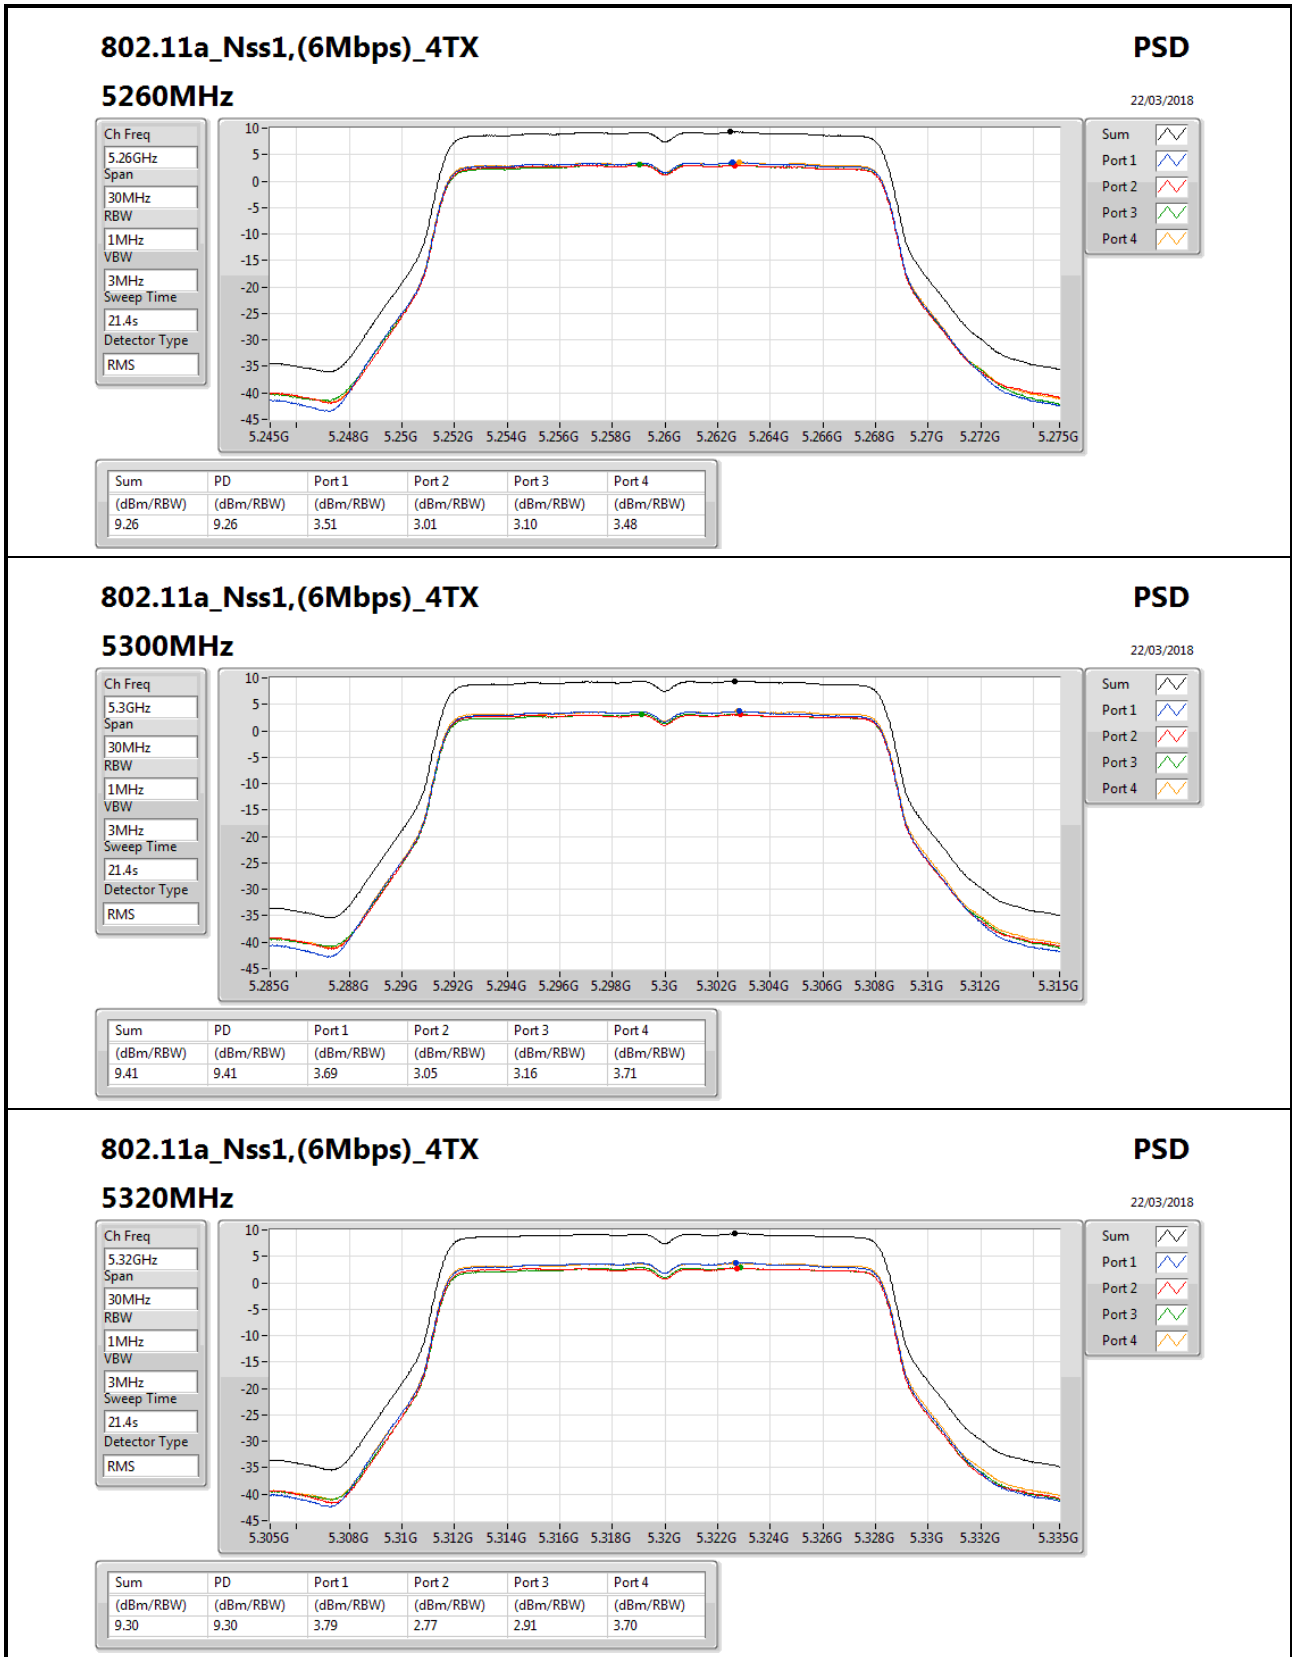 802.11a_Nss1,(6Mbps)_4TX PSD
5260MHz 22/03/2018
Ch Freq
5.26GHz
Span
30MHz
RBW
1MHz
VBW
3MHz
Sweep Time
21.4s
Detector Type
RMS
10
5
0
-5
-10
-15
-20
-25
-30
-35
-40
-45
5.245G 5.248G 5.25G 5.252G 5.254G 5.256G 5.258G 5.26G 5.262G 5.264G 5.266G 5.268G 5.27G 5.272G 5.275G
Sum
Port 1
Port 2
Port 3
Port 4
Sum PD Port 1 Port 2 Port 3 Port 4
(dBm/RBW) (dBm/RBW) (dBm/RBW) (dBm/RBW) (dBm/RBW) (dBm/RBW)
9.26 9.26 3.51 3.01 3.10 3.48
802.11a_Nss1,(6Mbps)_4TX PSD
5300MHz 22/03/2018
Ch Freq
5.3GHz
Span
30MHz
RBW
1MHz
VBW
3MHz
Sweep Time
21.4s
Detector Type
RMS
10
5
0
-5
-10
-15
-20
-25
-30
-35
-40
-45
5.285G 5.288G 5.29G 5.292G 5.294G 5.296G 5.298G 5.3G 5.302G 5.304G 5.306G 5.308G 5.31G 5.312G 5.315G
Sum
Port 1
Port 2
Port 3
Port 4
Sum PD Port 1 Port 2 Port 3 Port 4
(dBm/RBW) (dBm/RBW) (dBm/RBW) (dBm/RBW) (dBm/RBW) (dBm/RBW)
9.41 9.41 3.69 3.05 3.16 3.71
802.11a_Nss1,(6Mbps)_4TX PSD
5320MHz 22/03/2018
Ch Freq
5.32GHz
Span
30MHz
RBW
1MHz
VBW
3MHz
Sweep Time
21.4s
Detector Type
RMS
10
5
0
-5
-10
-15
-20
-25
-30
-35
-40
-45
5.305G 5.308G 5.31G 5.312G 5.314G 5.316G 5.318G 5.32G 5.322G 5.324G 5.326G 5.328G 5.33G 5.332G 5.335G
Sum
Port 1
Port 2
Port 3
Port 4
Sum PD Port 1 Port 2 Port 3 Port 4
(dBm/RBW) (dBm/RBW) (dBm/RBW) (dBm/RBW) (dBm/RBW) (dBm/RBW)
9.30 9.30 3.79 2.77 2.91 3.70